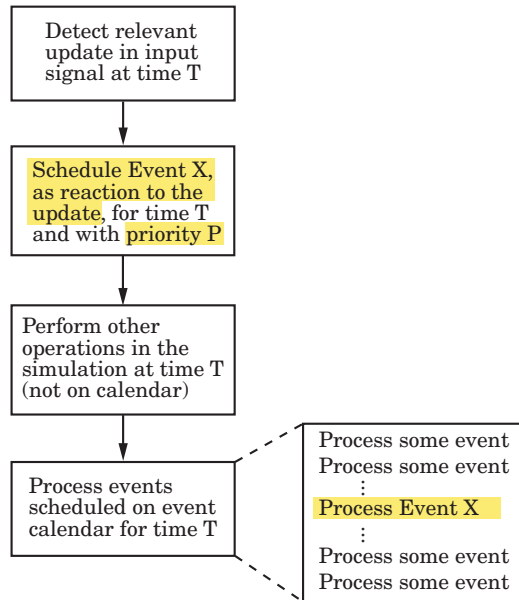 Detect relevant
update in input
signal at time T
Schedule Event X,
as reaction to the
update, for time T
and with priority P
Perform other
operations in the
simulation at time T
(not on calendar)
Process events
scheduled on event
calendar for time T
Process some event
Process some event
⋮
Process Event X
⋮
Process some event
Process some event